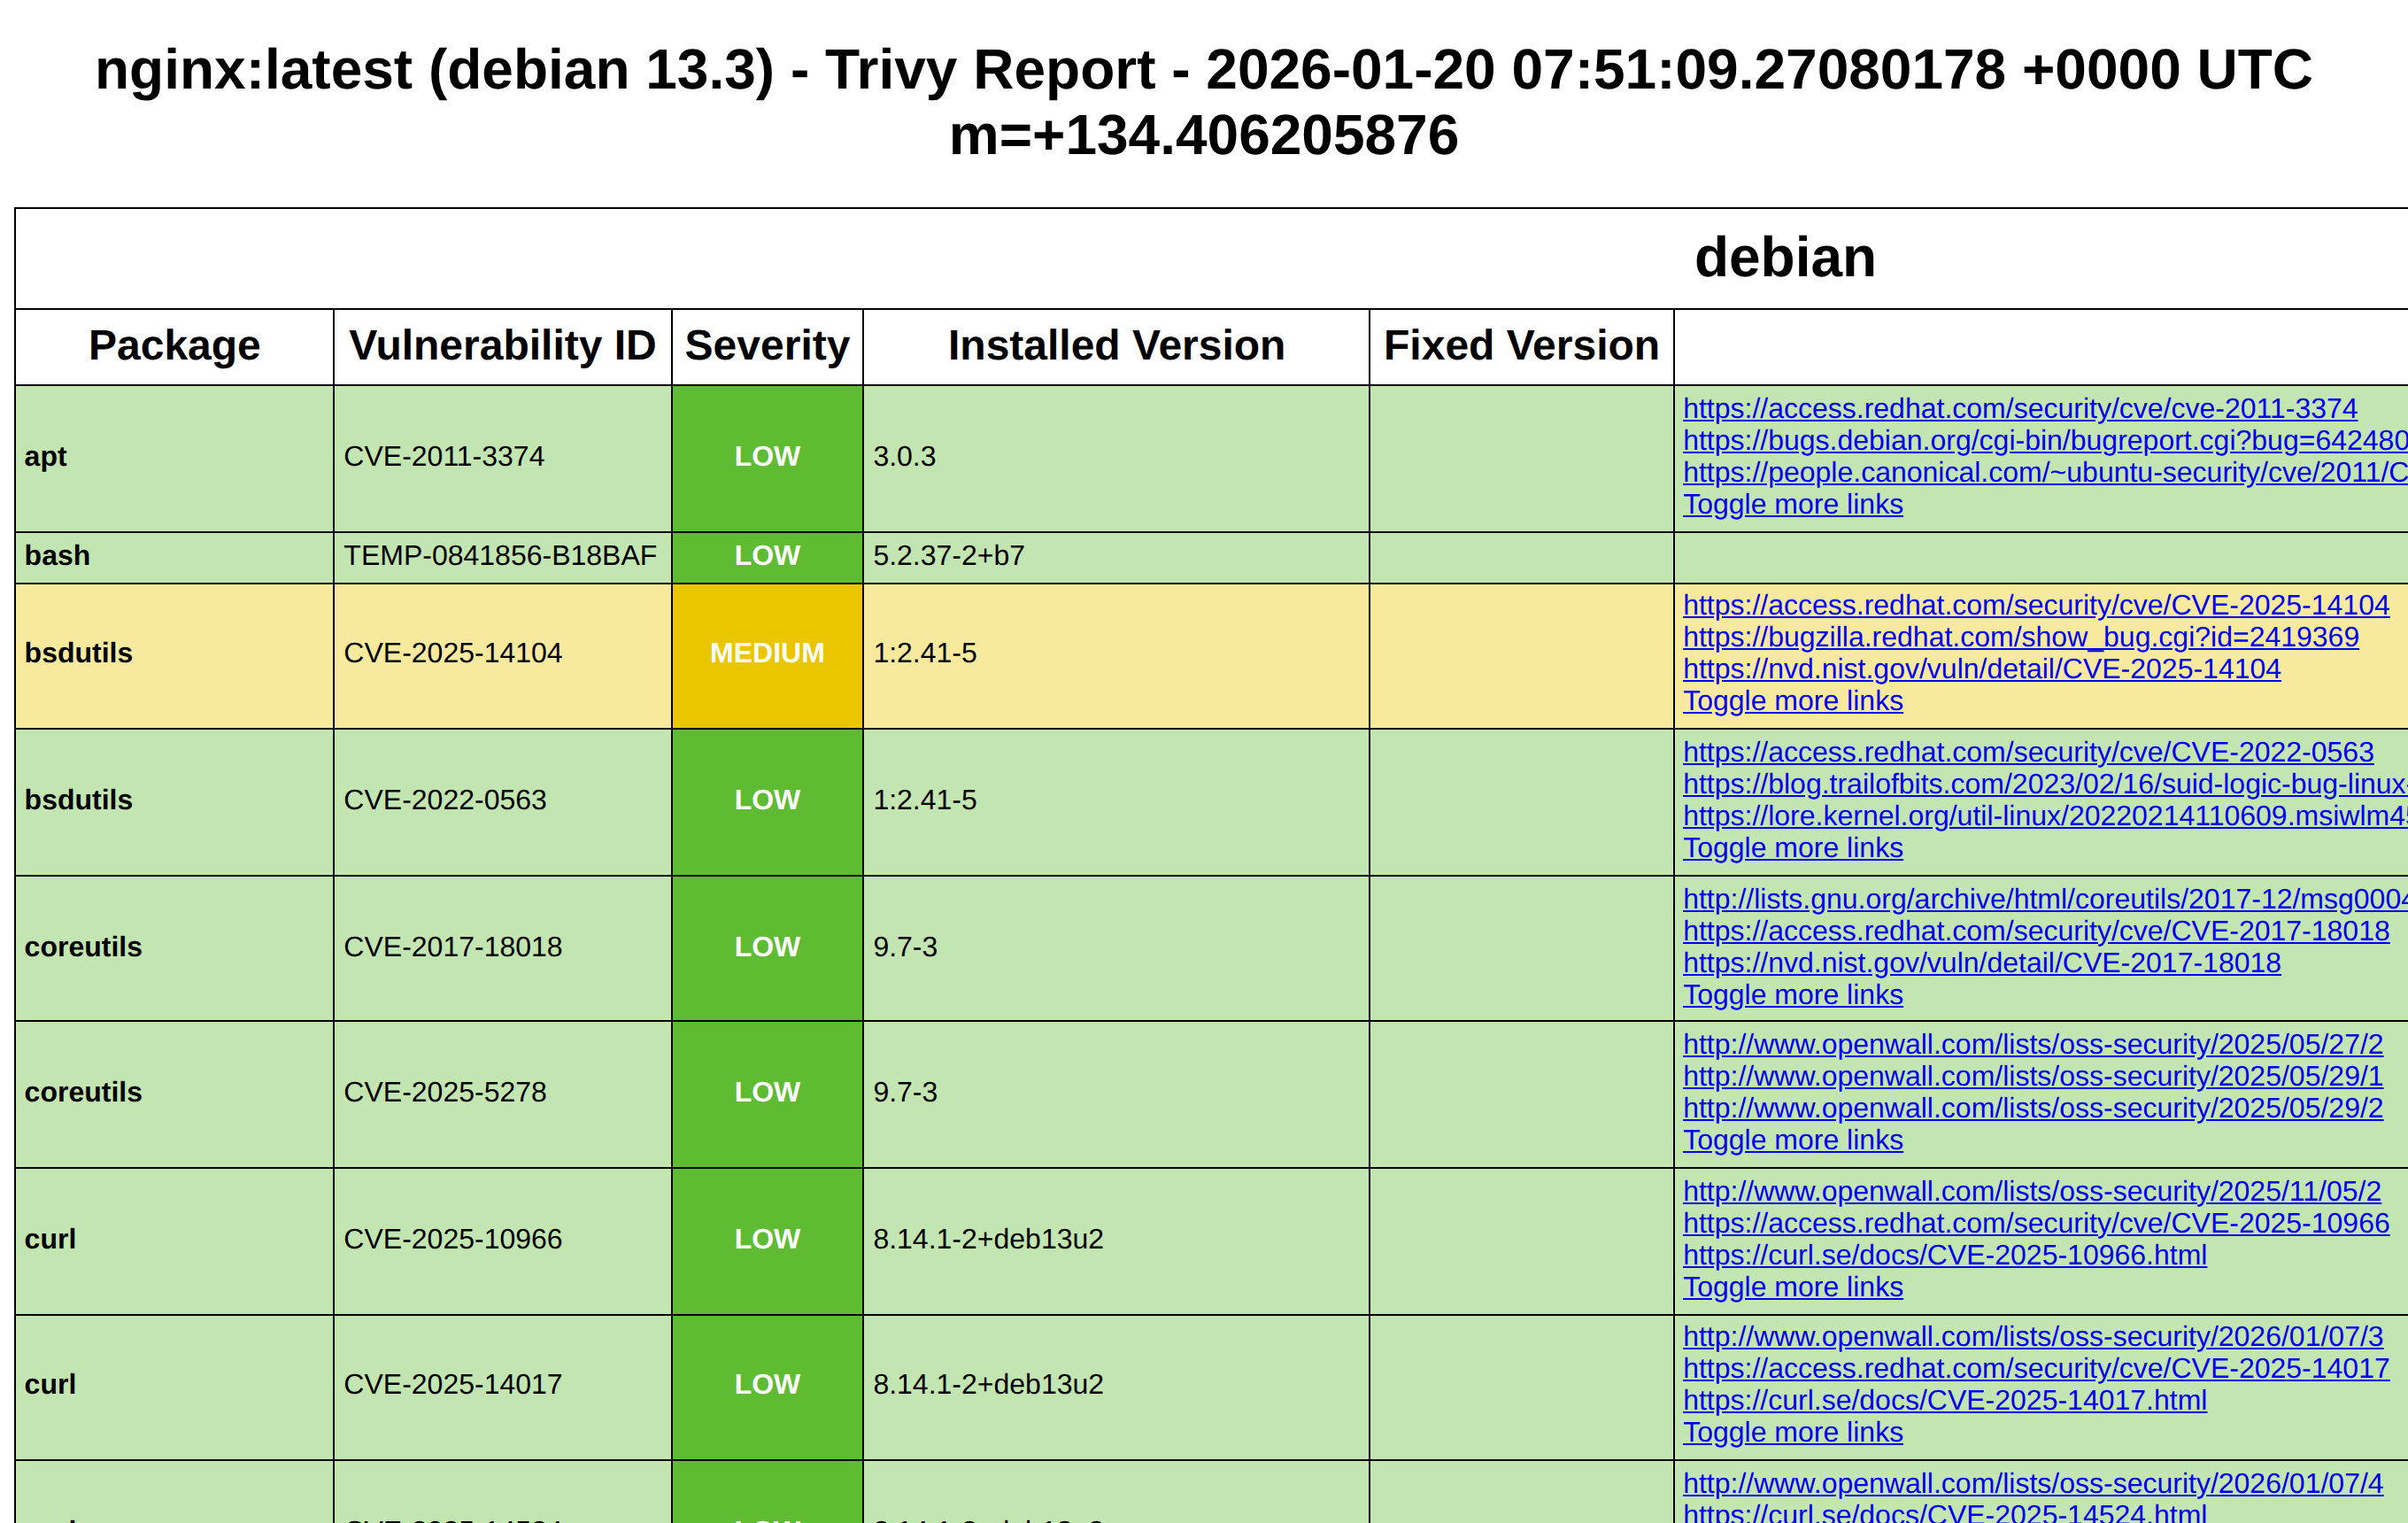 nginx:latest (debian 13.3) - Trivy Report - 2026-01-20 07:51:09.27080178 +0000 UTC
m=+134.406205876
debian
Package Vulnerability ID Severity Installed Version Fixed Version
apt CVE-2011-3374 LOW 3.0.3
https://access.redhat.com/security/cve/cve-2011-3374
https://bugs.debian.org/cgi-bin/bugreport.cgi?bug=642480
https://people.canonical.com/~ubuntu-security/cve/2011/C
Toggle more links
bash TEMP-0841856-B18BAF LOW 5.2.37-2+b7
bsdutils CVE-2025-14104 MEDIUM 1:2.41-5
https://access.redhat.com/security/cve/CVE-2025-14104
https://bugzilla.redhat.com/show_bug.cgi?id=2419369
https://nvd.nist.gov/vuln/detail/CVE-2025-14104
Toggle more links
bsdutils CVE-2022-0563 LOW 1:2.41-5
https://access.redhat.com/security/cve/CVE-2022-0563
https://blog.trailofbits.com/2023/02/16/suid-logic-bug-linux-
https://lore.kernel.org/util-linux/20220214110609.msiwlm45
Toggle more links
coreutils CVE-2017-18018 LOW 9.7-3
http://lists.gnu.org/archive/html/coreutils/2017-12/msg0004
https://access.redhat.com/security/cve/CVE-2017-18018
https://nvd.nist.gov/vuln/detail/CVE-2017-18018
Toggle more links
coreutils CVE-2025-5278 LOW 9.7-3
http://www.openwall.com/lists/oss-security/2025/05/27/2
http://www.openwall.com/lists/oss-security/2025/05/29/1
http://www.openwall.com/lists/oss-security/2025/05/29/2
Toggle more links
curl CVE-2025-10966 LOW 8.14.1-2+deb13u2
http://www.openwall.com/lists/oss-security/2025/11/05/2
https://access.redhat.com/security/cve/CVE-2025-10966
https://curl.se/docs/CVE-2025-10966.html
Toggle more links
curl CVE-2025-14017 LOW 8.14.1-2+deb13u2
http://www.openwall.com/lists/oss-security/2026/01/07/3
https://access.redhat.com/security/cve/CVE-2025-14017
https://curl.se/docs/CVE-2025-14017.html
Toggle more links
http://www.openwall.com/lists/oss-security/2026/01/07/4
https://curl.se/docs/CVE-2025-14524.html